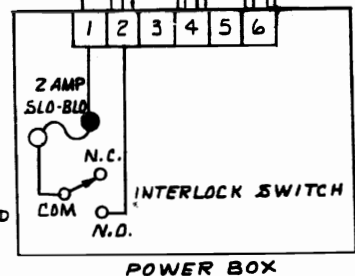 1 2 3 4 5 6
2 AMP
SLO-BLO
N.C.
INTERLOCK SWITCH
COM
D
N.O.
POWER BOX